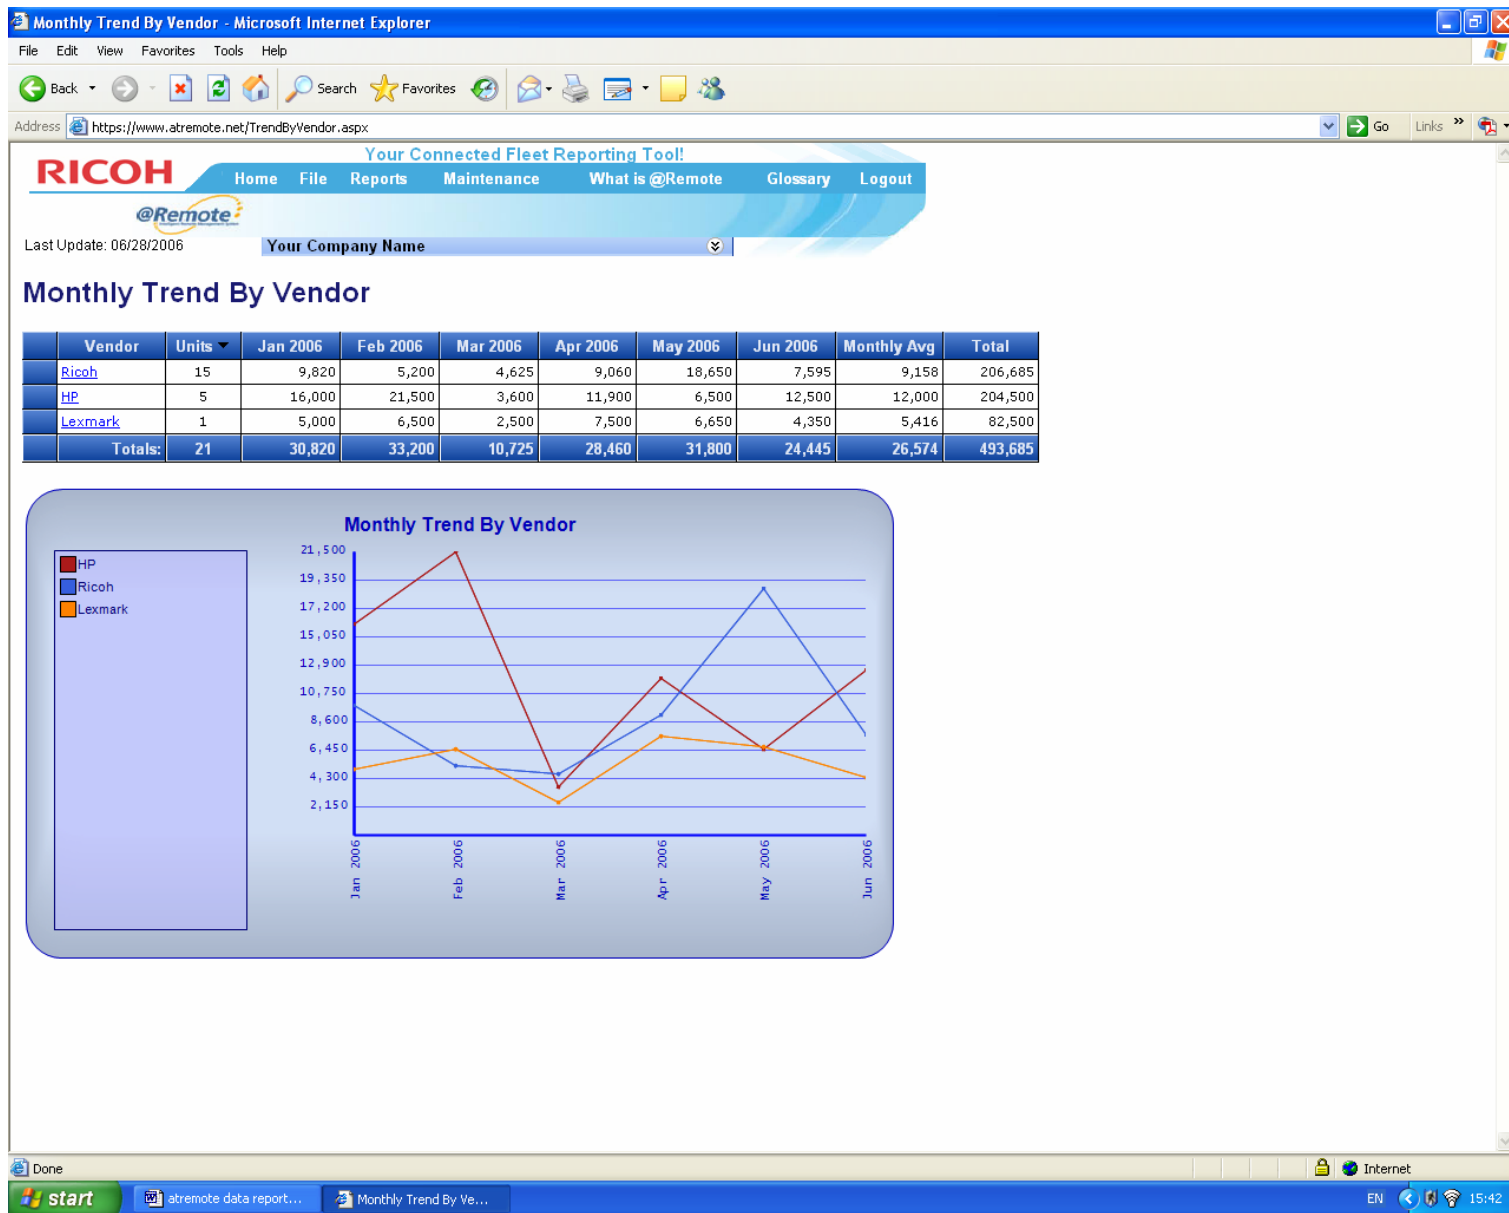 Monthly Trend By Vendor - Microsoft Internet Explorer
File Edit View Favorites Tools Help
Back Search Favorites
Address https://www.atremote.net/TrendByVendor.aspx Go Links »
RICOH Your Connected Fleet Reporting Tool!
Home File Reports Maintenance What is @Remote Glossary Logout
@Remote
Last Update: 06/28/2006 Your Company Name
Monthly Trend By Vendor
Vendor Units Jan 2006 Feb 2006 Mar 2006 Apr 2006 May 2006 Jun 2006 Monthly Avg Total
Ricoh 15 9,820 5,200 4,625 9,060 18,650 7,595 9,158 206,685
HP 5 16,000 21,500 3,600 11,900 6,500 12,500 12,000 204,500
Lexmark 1 5,000 6,500 2,500 7,500 6,650 4,350 5,416 82,500
Totals: 21 30,820 33,200 10,725 28,460 31,800 24,445 26,574 493,685
Monthly Trend By Vendor
HP
Ricoh
Lexmark
21,500
19,350
17,200
15,050
12,900
10,750
8,600
6,450
4,300
2,150
Jan 2006 Feb 2006 Mar 2006 Apr 2006 May 2006 Jun 2006
Done Internet
start atremote data report... Monthly Trend By Ve... EN 15:42